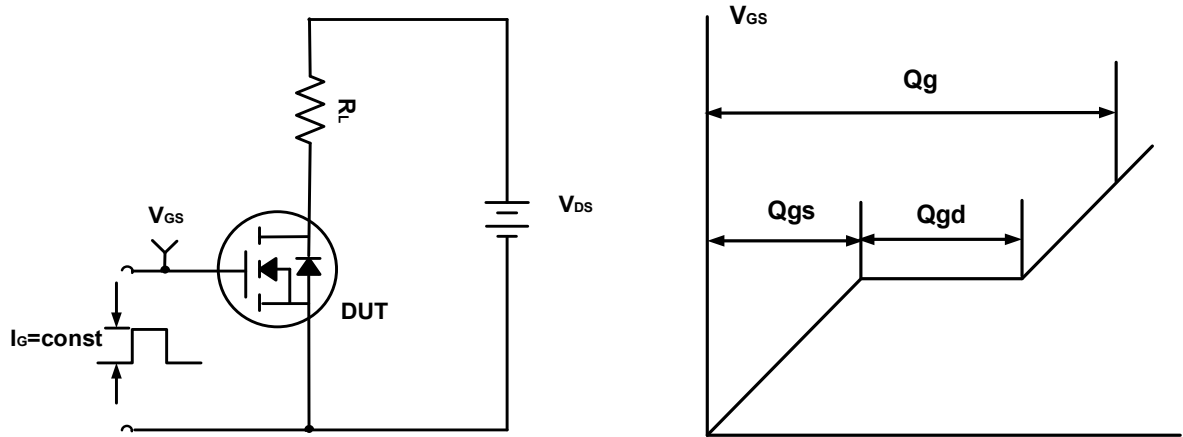 RL
VGS
VDS
DUT
IG=const
VGS
Qg
Qgs
Qgd